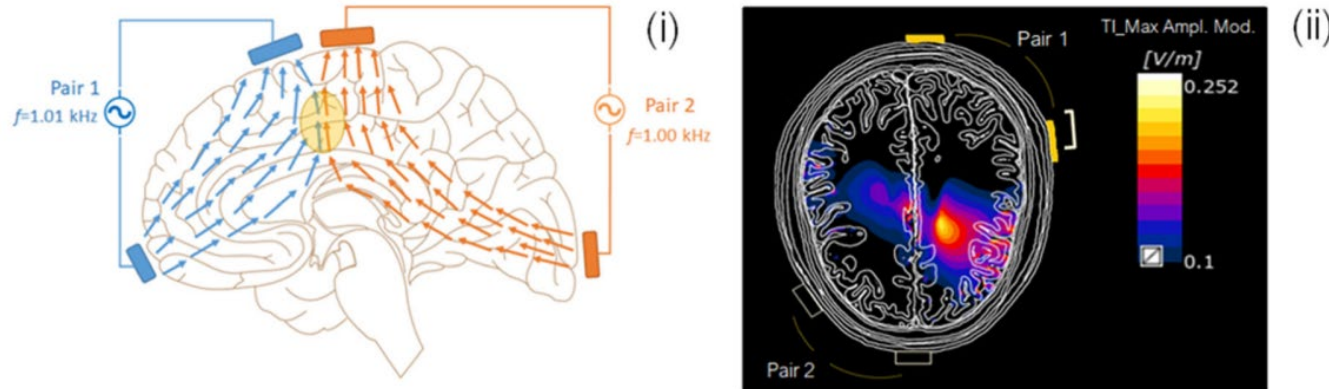 (i)
Pair 1
f=1.01 kHz
Pair 2
f=1.00 kHz
(ii)
Pair 1
TI_Max Ampl. Mod.
[V/m]
0.252
0.1
Pair 2